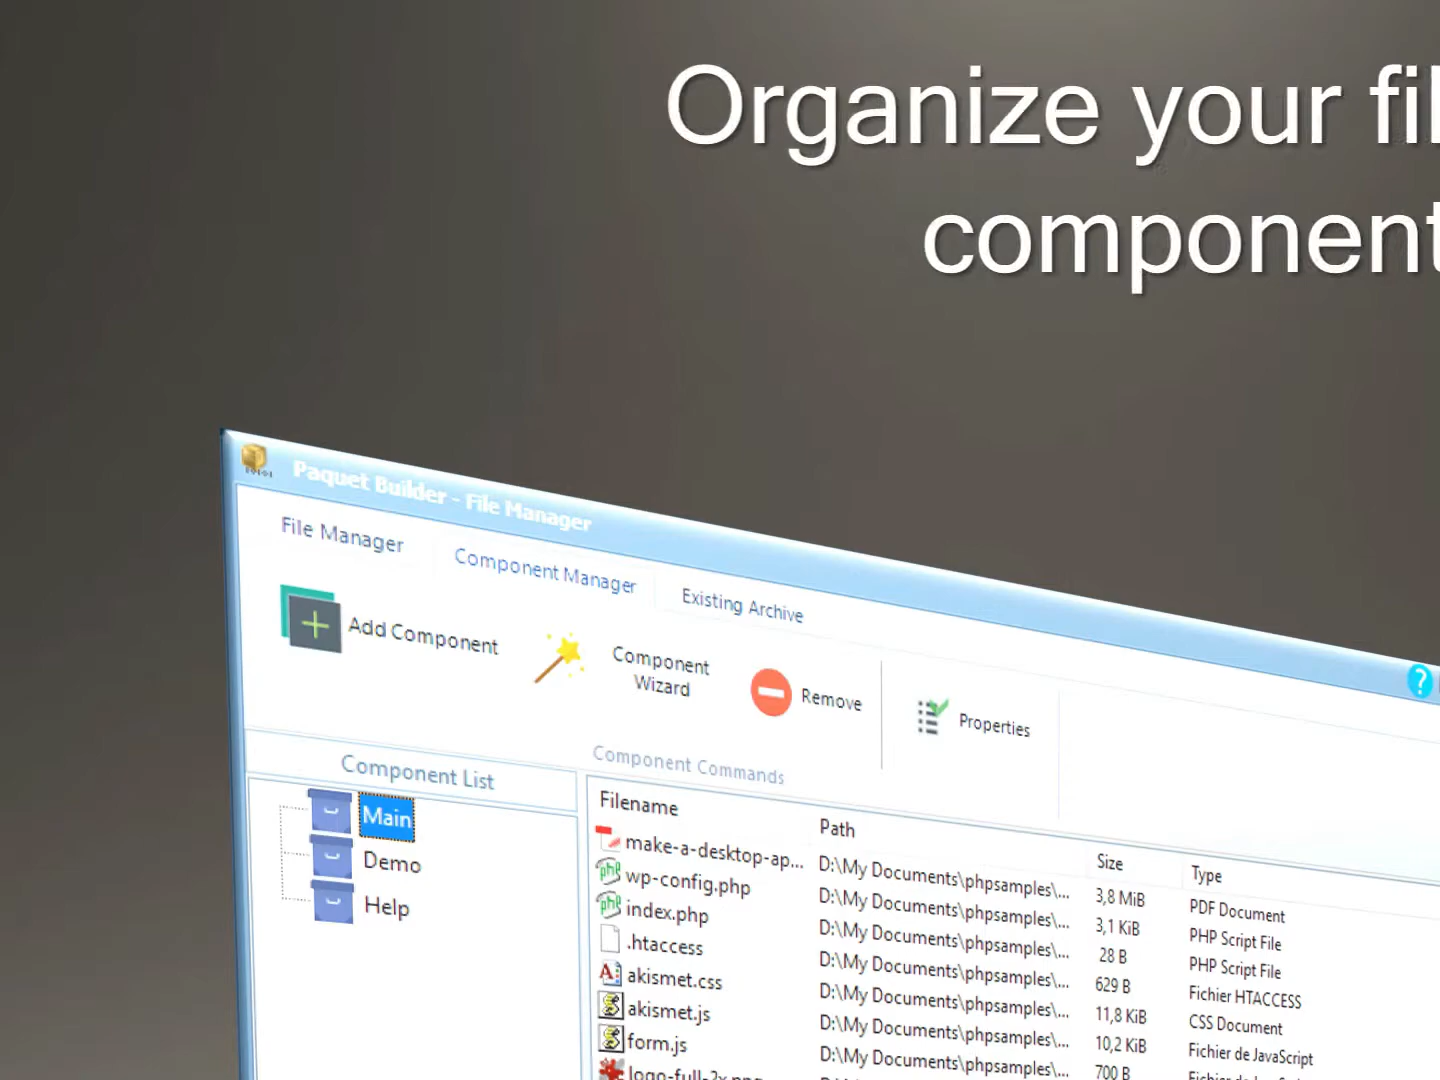 Organize your fil
component
Paquet Builder - File Manager
File Manager
Component Manager
Existing Archive
Add Component
Component
Wizard
Remove
Properties
Component Commands
Component List
Main
Demo
Help
Filename Path Size Type
make-a-desktop-ap... D:\My Documents\phpsamples\... 3,8 MiB PDF Document
wp-config.php D:\My Documents\phpsamples\... 3,1 KiB PHP Script File
index.php D:\My Documents\phpsamples\... 28 B PHP Script File
.htaccess D:\My Documents\phpsamples\... 629 B Fichier HTACCESS
akismet.css D:\My Documents\phpsamples\... 11,8 KiB CSS Document
akismet.js D:\My Documents\phpsamples\... 10,2 KiB Fichier de JavaScript
form.js D:\My Documents\phpsamples\... 700 B